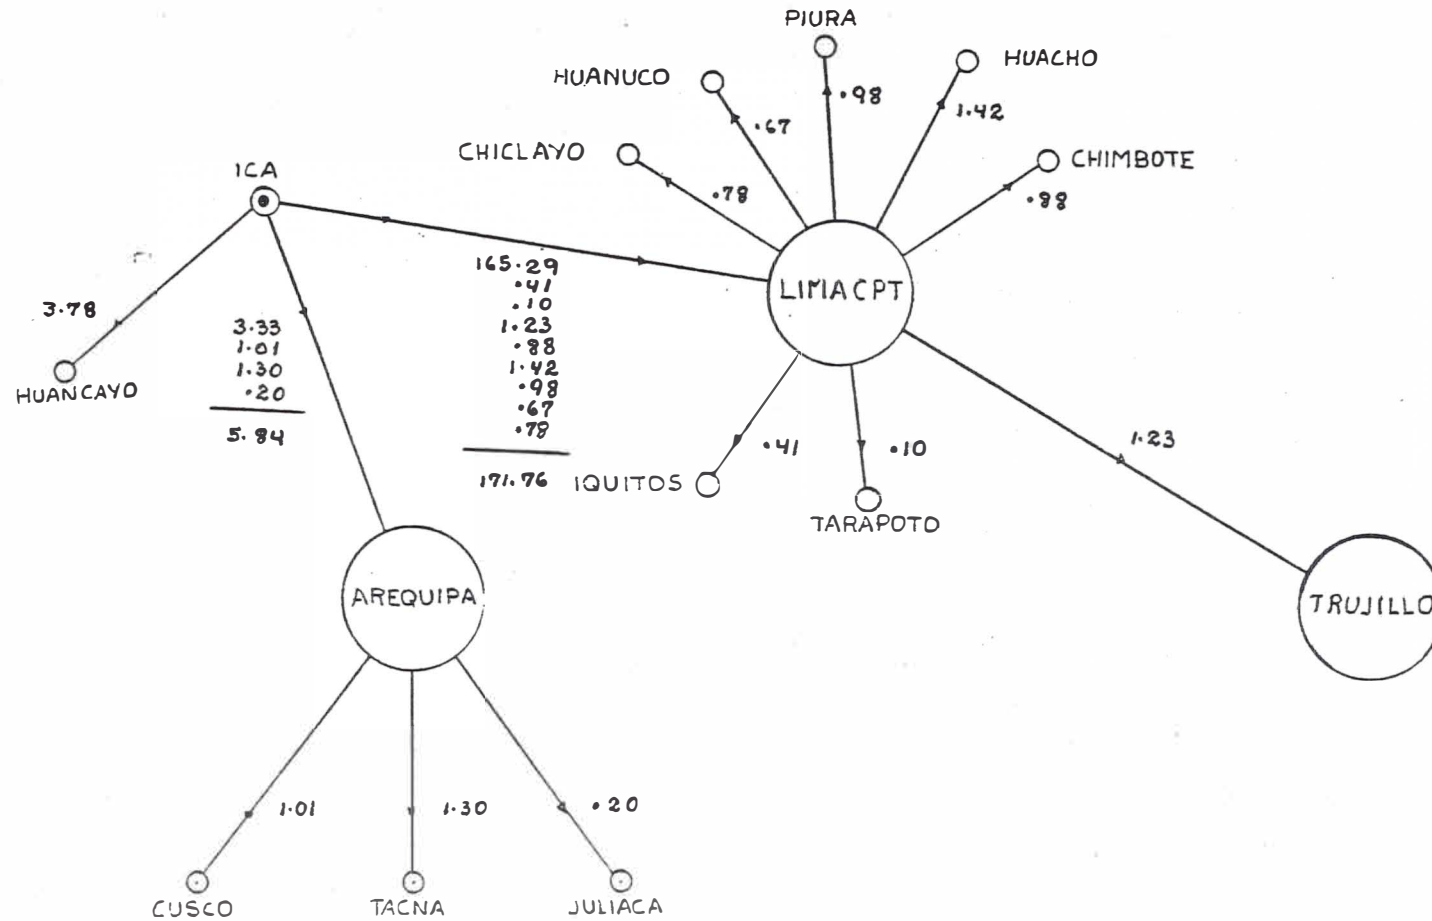 PIURA
HUACHO
HUANUCO
.98
1.42
.67
CHICLAYO
CHIMBOTE
ICA
.78
.88
165.29
.41
.10
1.23
.88
1.42
.98
.67
.78
171.76
LIMA CPT
3.78
3.33
1.01
1.30
.20
5.84
HUANCAYO
1.23
.41
.10
IQUITOS
TARAPOTO
AREQUIPA
TRUJILLO
1.01
1.30
.20
CUSCO
TACNA
JULIACA